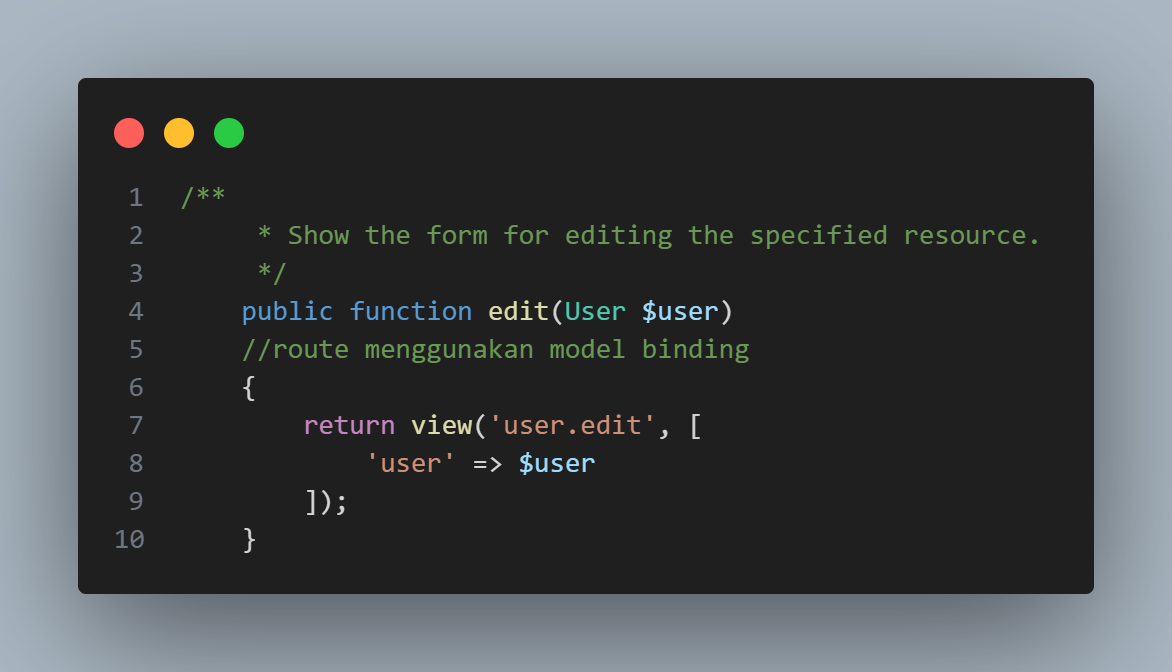 1 /**
2 * Show the form for editing the specified resource.
3 */
4 public function edit(User $user)
5 //route menggunakan model binding
6 {
7 return view('user.edit', [
8 'user' => $user
9 ]);
10 }